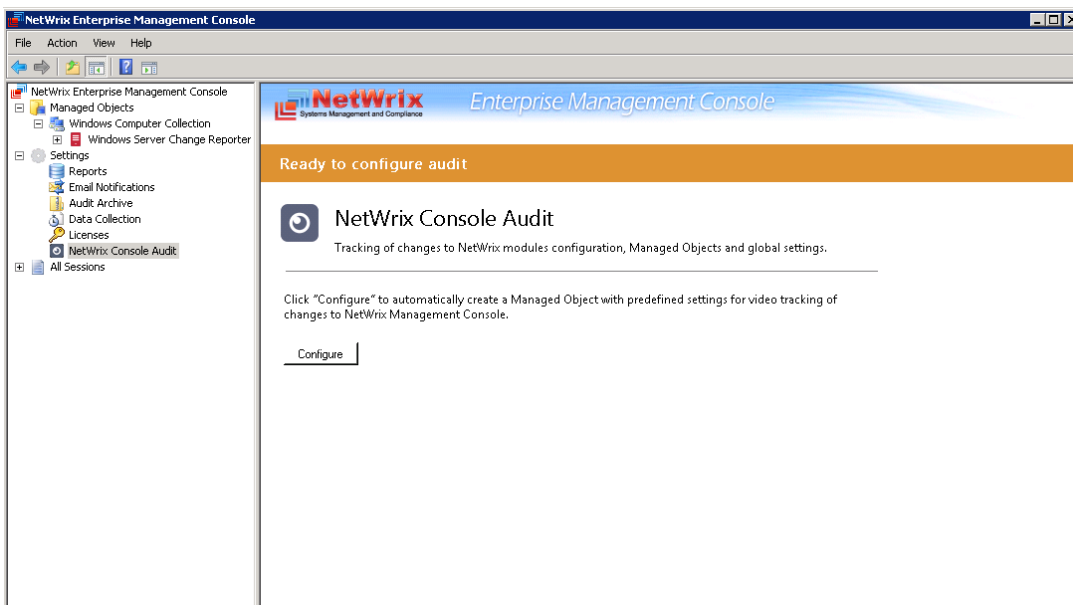 NetWrix Enterprise Management Console
File Action View Help
NetWrix Enterprise Management Console
Managed Objects
Windows Computer Collection
Windows Server Change Reporter
Settings
Reports
Email Notifications
Audit Archive
Data Collection
Licenses
NetWrix Console Audit
All Sessions
NetWrix
Systems Management and Compliance
Enterprise Management Console
Ready to configure audit
NetWrix Console Audit
Tracking of changes to NetWrix modules configuration, Managed Objects and global settings.
Click "Configure" to automatically create a Managed Object with predefined settings for video tracking of
changes to NetWrix Management Console.
Configure